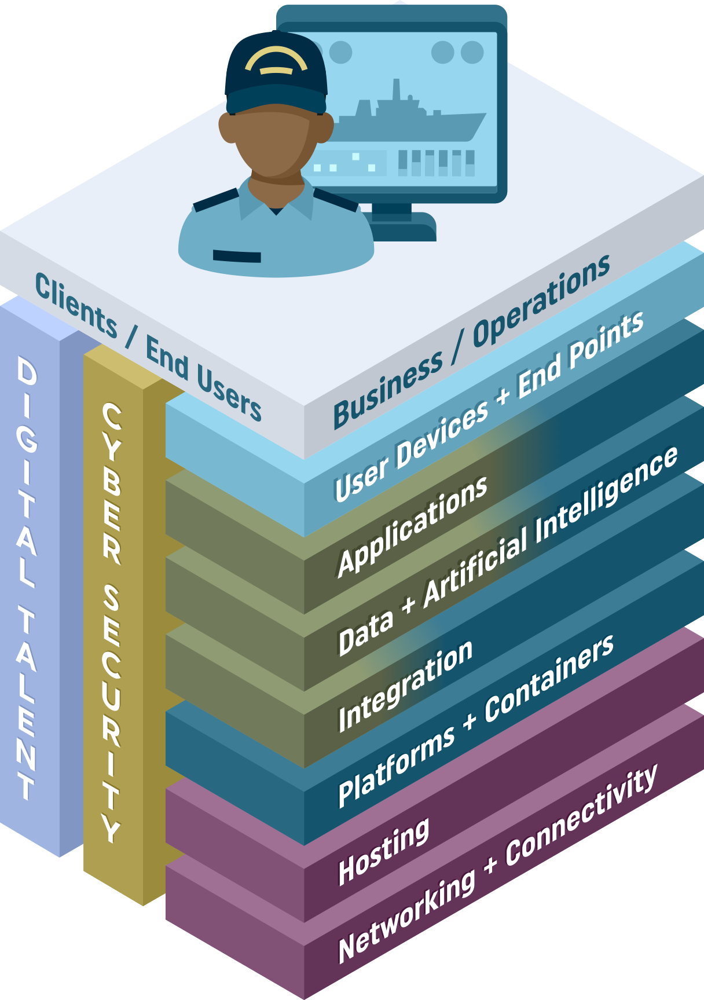 Clients / End Users
Business / Operations
DIGITAL TALENT
CYBER SECURITY
User Devices + End Points
Applications
Data + Artificial Intelligence
Integration
Platforms + Containers
Hosting
Networking + Connectivity